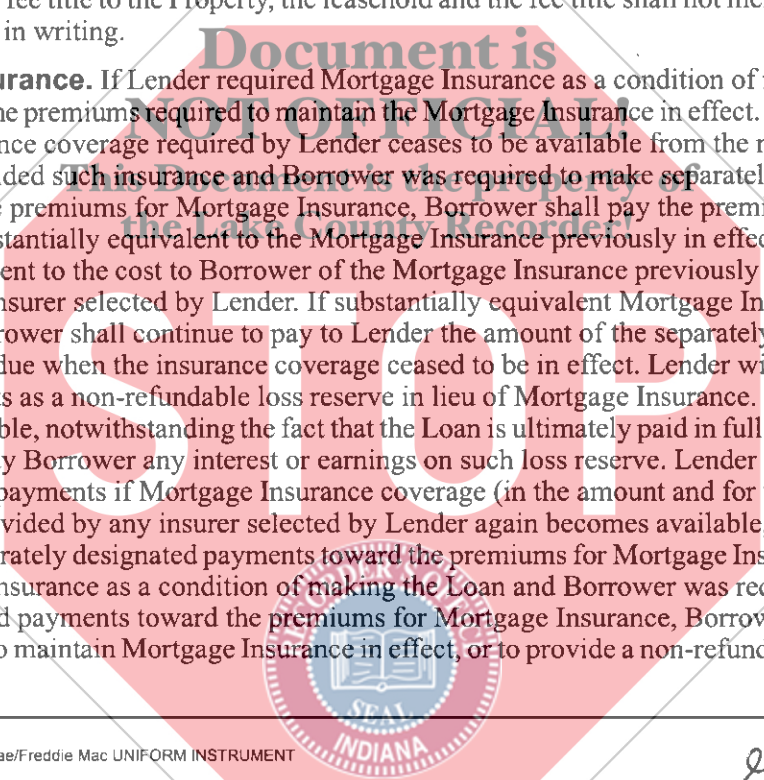 fee title to the Property, the leasehold and the fee title shall not
in writing.
Document is
urance. If Lender required Mortgage Insurance as a condition of
he premiums required to maintain the Mortgage Insurance in effect.
NOT OFFICIAL!
nce coverage required by Lender ceases to be available from the
ded such insurance and Borrower was required to make separatel
This Document is the property of
premiums for Mortgage Insurance, Borrower shall pay the premi
the Lake County Recorder!
stantially equivalent to the Mortgage Insurance previously in effec
ent to the cost to Borrower of the Mortgage Insurance previously
nsurer selected by Lender. If substantially equivalent Mortgage In
rower shall continue to pay to Lender the amount of the separately
due when the insurance coverage ceased to be in effect. Lender wi
STOP
s as a non-refundable loss reserve in lieu of Mortgage Insurance.
ble, notwithstanding the fact that the Loan is ultimately paid in full
y Borrower any interest or earnings on such loss reserve. Lender
payments if Mortgage Insurance coverage (in the amount and for
vided by any insurer selected by Lender again becomes available,
rately designated payments toward the premiums for Mortgage Ins
nsurance as a condition of making the Loan and Borrower was rec
d payments toward the premiums for Mortgage Insurance, Borrow
o maintain Mortgage Insurance in effect, or to provide a non-refund
RECORDER'S OFFICE
SEAL
INDIANA
ae/Freddie Mac UNIFORM INSTRUMENT